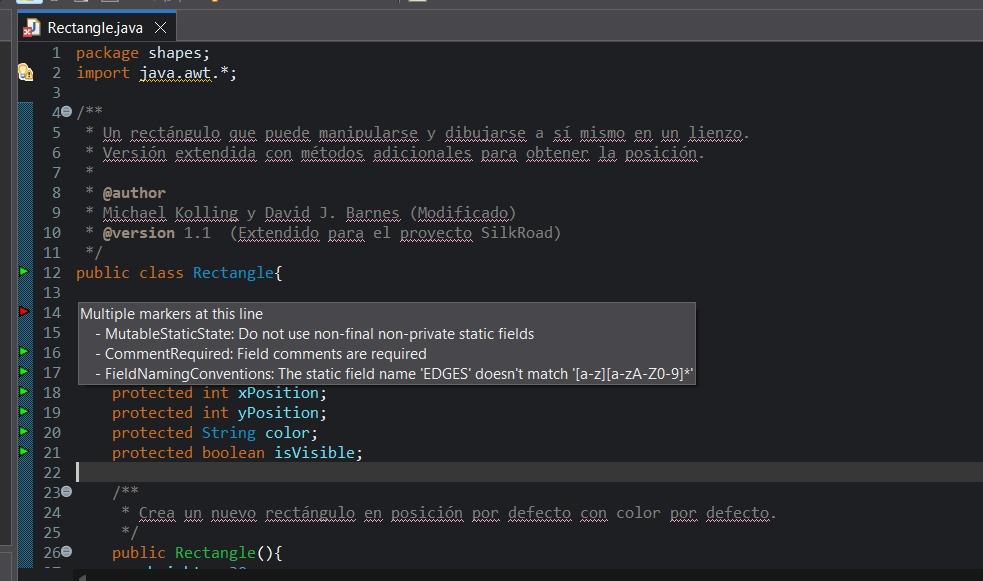 Rectangle.java
1 package shapes;
2 import java.awt.*;
3
4 /**
5 * Un rectángulo que puede manipularse y dibujarse a sí mismo en un lienzo.
6 * Versión extendida con métodos adicionales para obtener la posición.
7 *
8 * @author
9 * Michael Kolling y David J. Barnes (Modificado)
10 * @version 1.1  (Extendido para el proyecto SilkRoad)
11 */
12 public class Rectangle{
13
14 Multiple markers at this line
15 - MutableStaticState: Do not use non-final non-private static fields
16 - CommentRequired: Field comments are required
17 - FieldNamingConventions: The static field name 'EDGES' doesn't match '[a-z][a-zA-Z0-9]*'
18 protected int xPosition;
19 protected int yPosition;
20 protected String color;
21 protected boolean isVisible;
22
23 /**
24 * Crea un nuevo rectángulo en posición por defecto con color por defecto.
25 */
26 public Rectangle(){